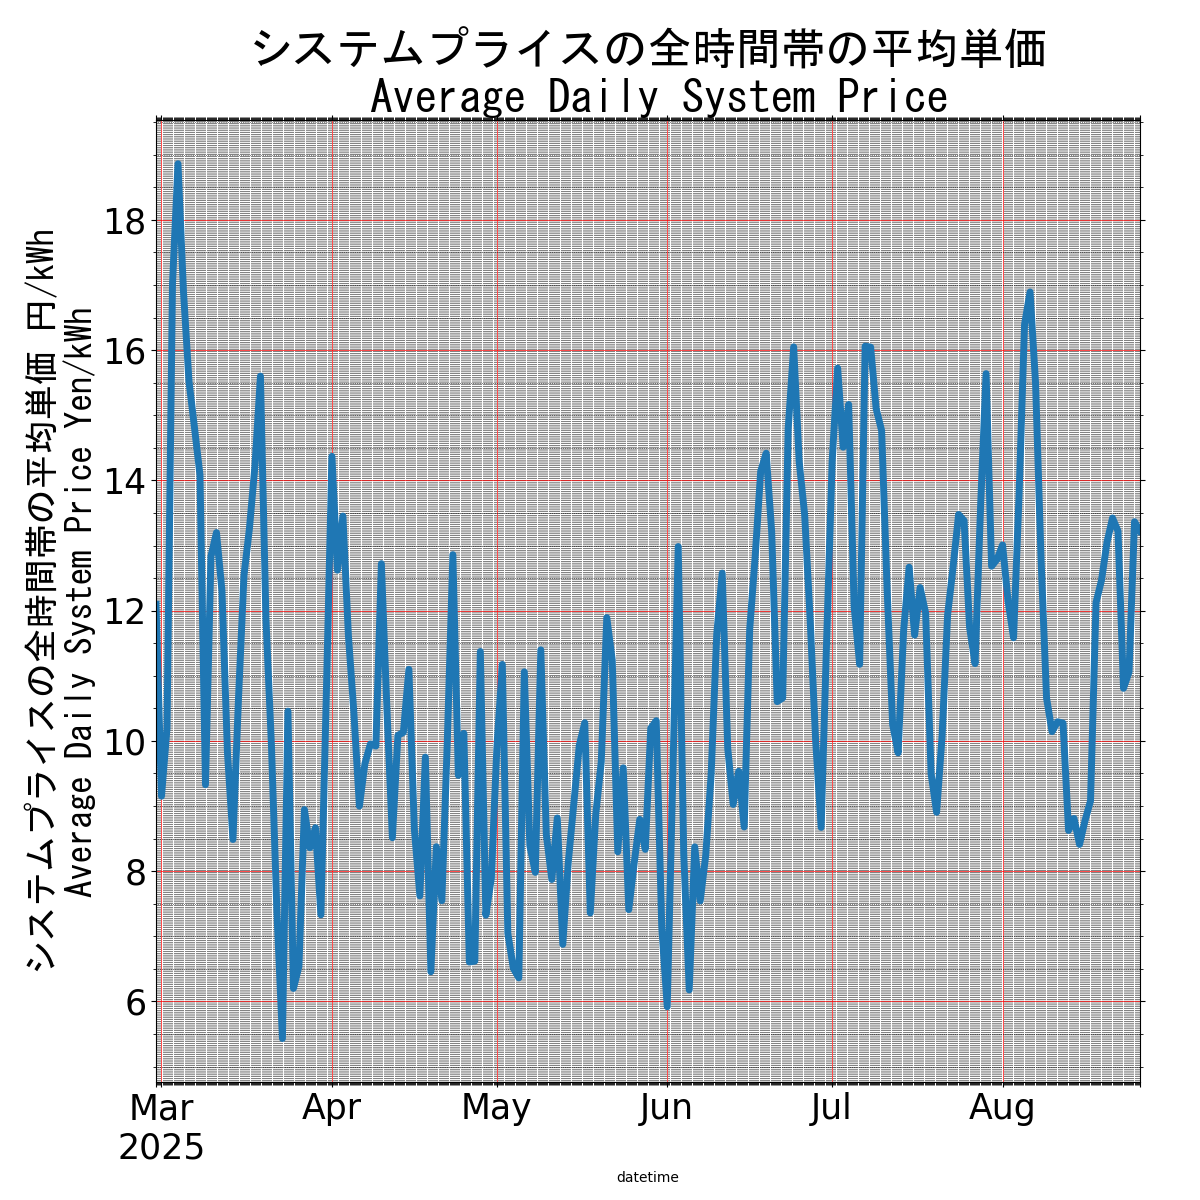 システムプライスの全時間帯の平均単価
Average Daily System Price
システムプライスの全時間帯の平均単価 円/kWh
Average Daily System Price Yen/kWh
18
16
14
12
10
8
6
Mar
2025
Apr
May
Jun
Jul
Aug
datetime